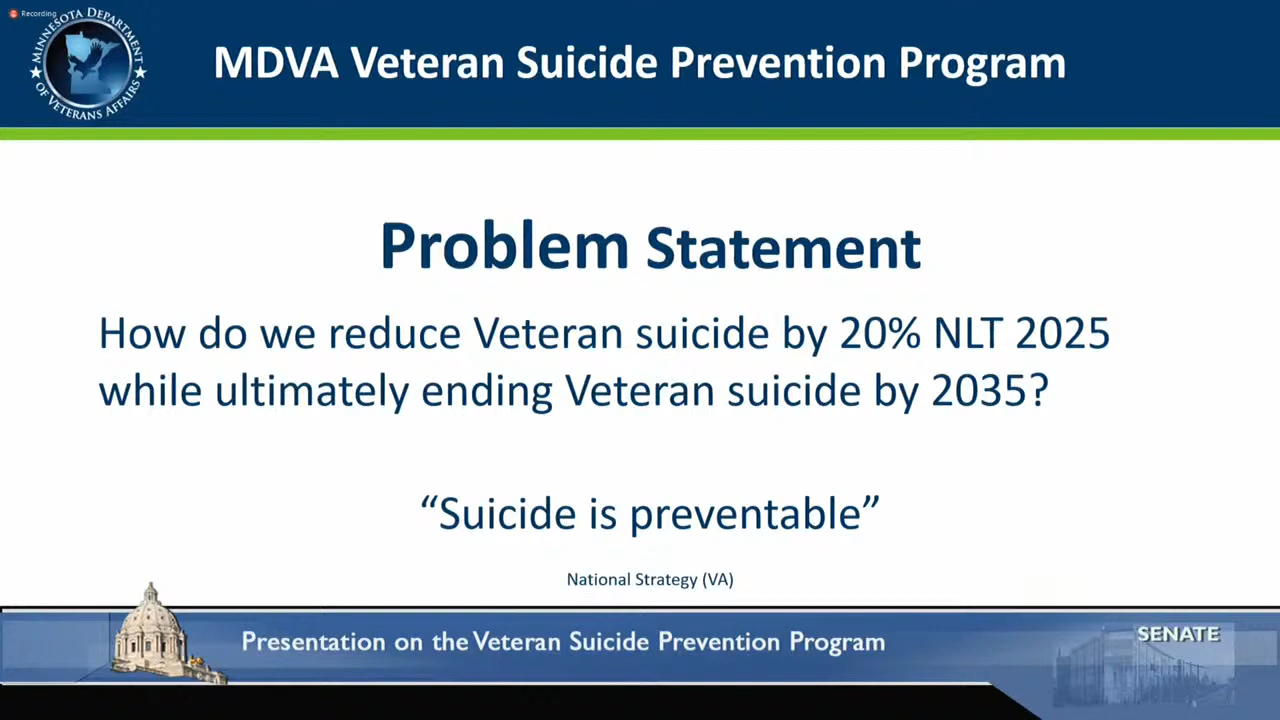 Recording
MINNESOTA DEPARTMENT
OF VETERANS AFFAIRS
MDVA Veteran Suicide Prevention Program
Problem Statement
How do we reduce Veteran suicide by 20% NLT 2025
while ultimately ending Veteran suicide by 2035?
“Suicide is preventable”
National Strategy (VA)
Presentation on the Veteran Suicide Prevention Program
SENATE